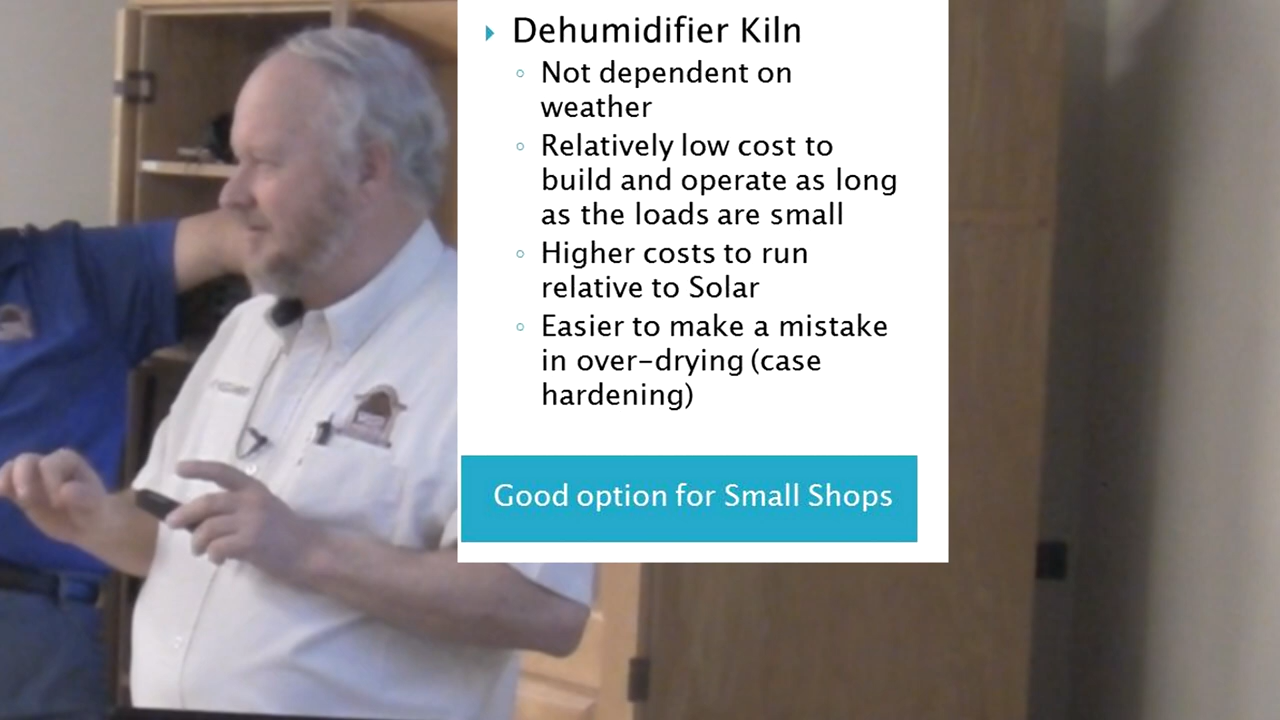 Dehumidifier Kiln
Not dependent on
weather
Relatively low cost to
build and operate as long
as the loads are small
Higher costs to run
relative to Solar
Easier to make a mistake
in over-drying (case
hardening)
Good option for Small Shops